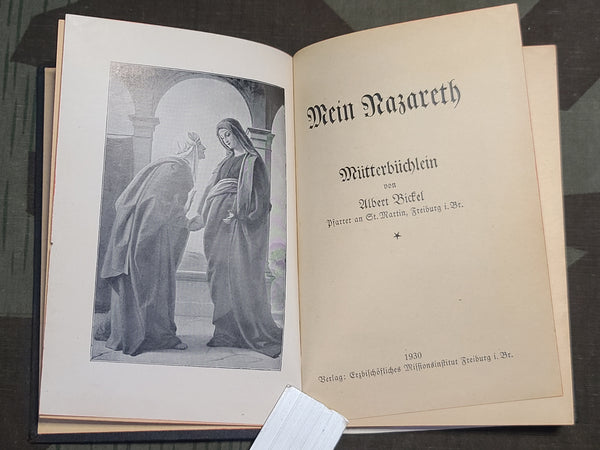 Mein Nazareth
Mütterbüchlein
von
Albert Bickel
Pfarrer an St. Martin, Freiburg i. Br.
1930
Verlag: Erzbischöfliches Missionsinstitut Freiburg i. Br.